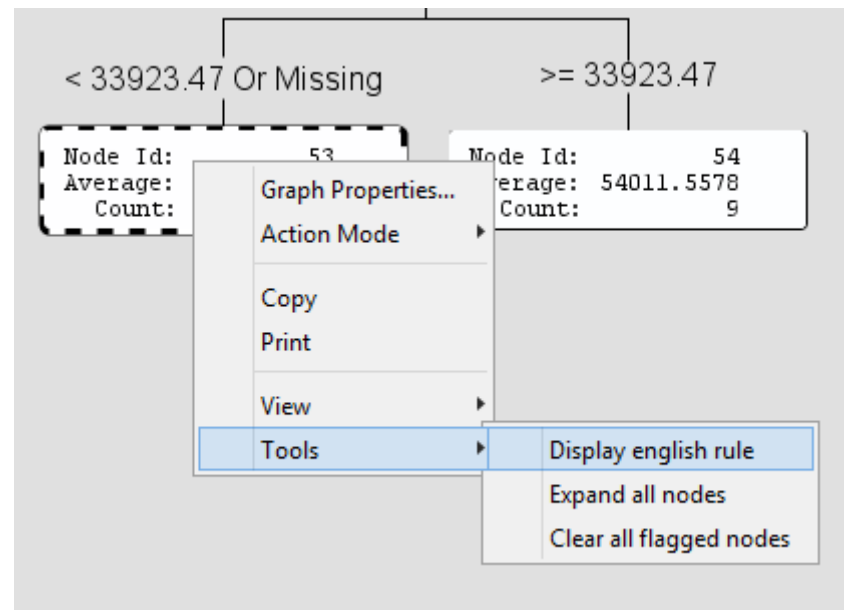 < 33923.47 Or Missing
>= 33923.47
Node Id: 53
Average:
Count:
Node Id: 54
erage: 54011.5578
Count: 9
Graph Properties...
Action Mode
Copy
Print
View
Tools
Display english rule
Expand all nodes
Clear all flagged nodes